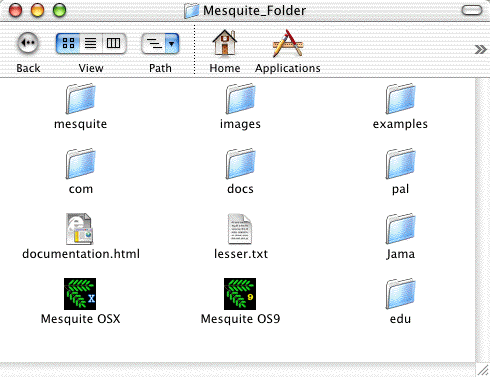 Mesquite_Folder
Back View Path Home Applications
mesquite images examples
com docs pal
documentation.html lesser.txt Jama
X 9
Mesquite OSX Mesquite OS9 edu